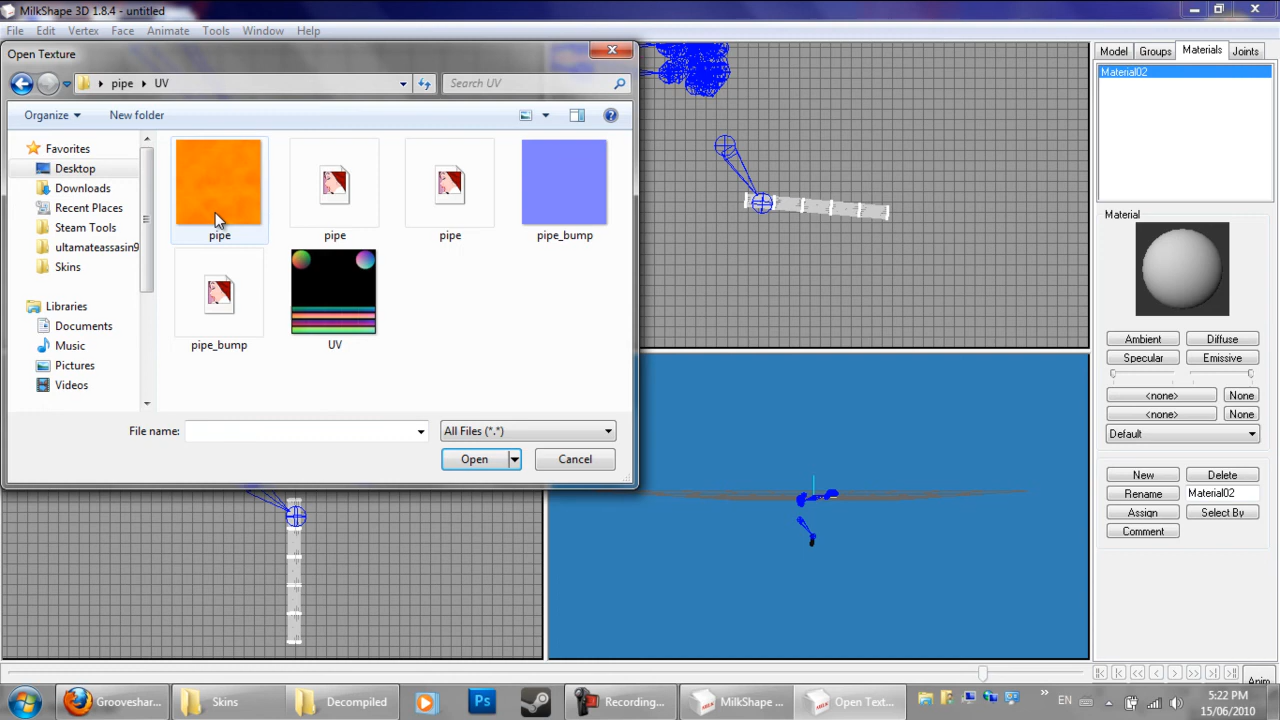 MilkShape 3D 1.8.4 - untitled
File Edit Vertex Face Animate Tools Window Help
Open Texture
pipe UV
Search UV
Organize New folder
Favorites
Desktop
Downloads
Recent Places
Steam Tools
ultamateassasin9
Skins
Libraries
Documents
Music
Pictures
Videos
pipe pipe pipe pipe_bump
pipe_bump UV
File name:
All Files (*.*)
Open Cancel
Model Groups Materials Joints
Material02
Material
Ambient Diffuse
Specular Emissive
<none> None
<none> None
Default
New Delete
Rename Material02
Assign Select By
Comment
Anim
Grooveshar... Skins Decompiled Ps Recording... MilkShape ... Open Text... EN
5:22 PM
15/06/2010